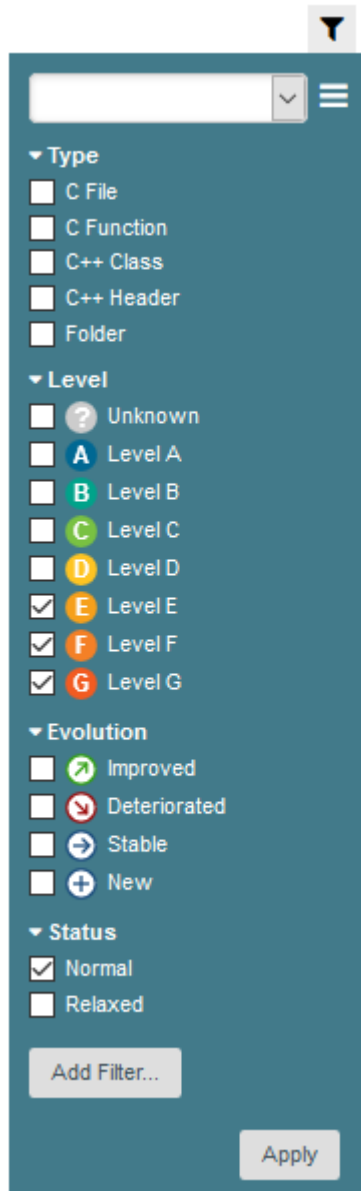 Type
C File
C Function
C++ Class
C++ Header
Folder
Level
? Unknown
A Level A
B Level B
C Level C
D Level D
E Level E
F Level F
G Level G
Evolution
Improved
Deteriorated
Stable
New
Status
Normal
Relaxed
Add Filter...
Apply